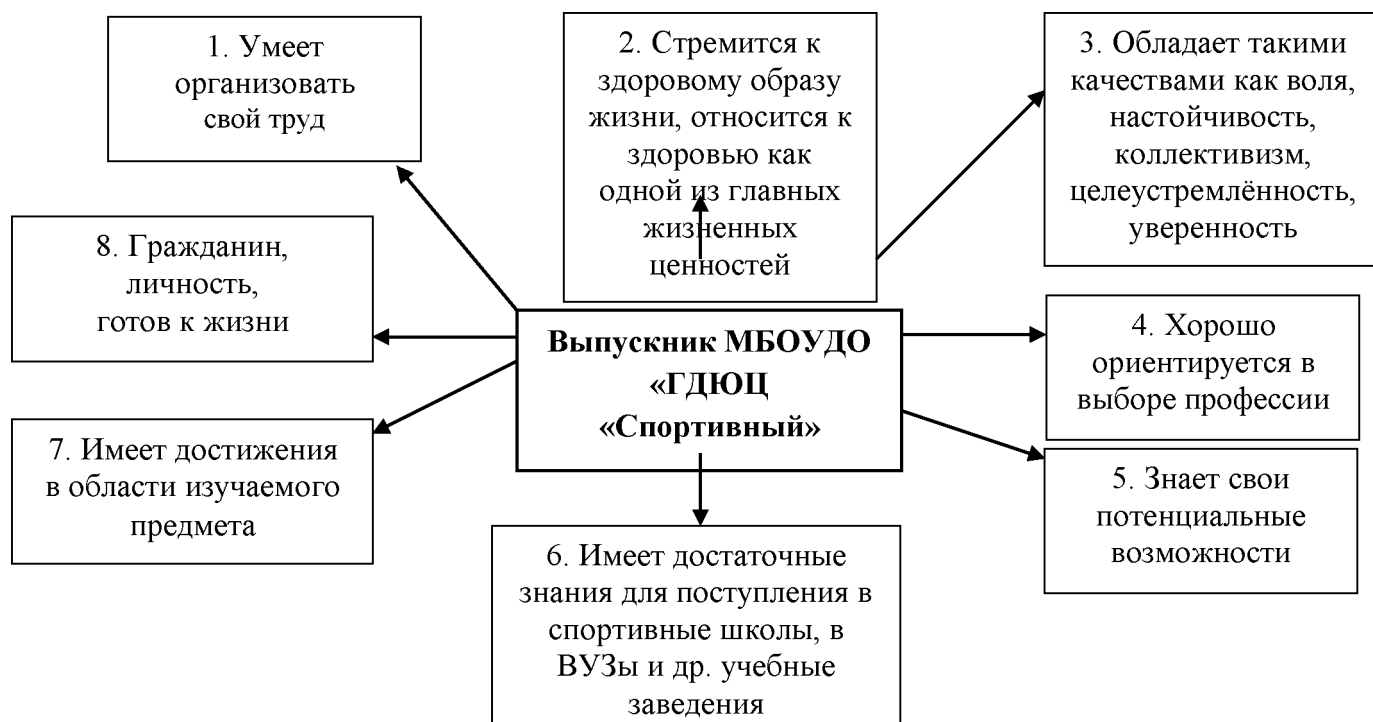 1. Умеет
организовать
свой труд
2. Стремится к
здоровому образу
жизни, относится к
здоровью как
одной из главных
жизненных
ценностей
3. Обладает такими
качествами как воля,
настойчивость,
коллективизм,
целеустремлённость,
уверенность
8. Гражданин,
личность,
готов к жизни
Выпускник МБОУДО
«ГДЮЦ
«Спортивный»
4. Хорошо
ориентируется в
выборе профессии
7. Имеет достижения
в области изучаемого
предмета
5. Знает свои
потенциальные
возможности
6. Имеет достаточные
знания для поступления в
спортивные школы, в
ВУЗы и др. учебные
заведения